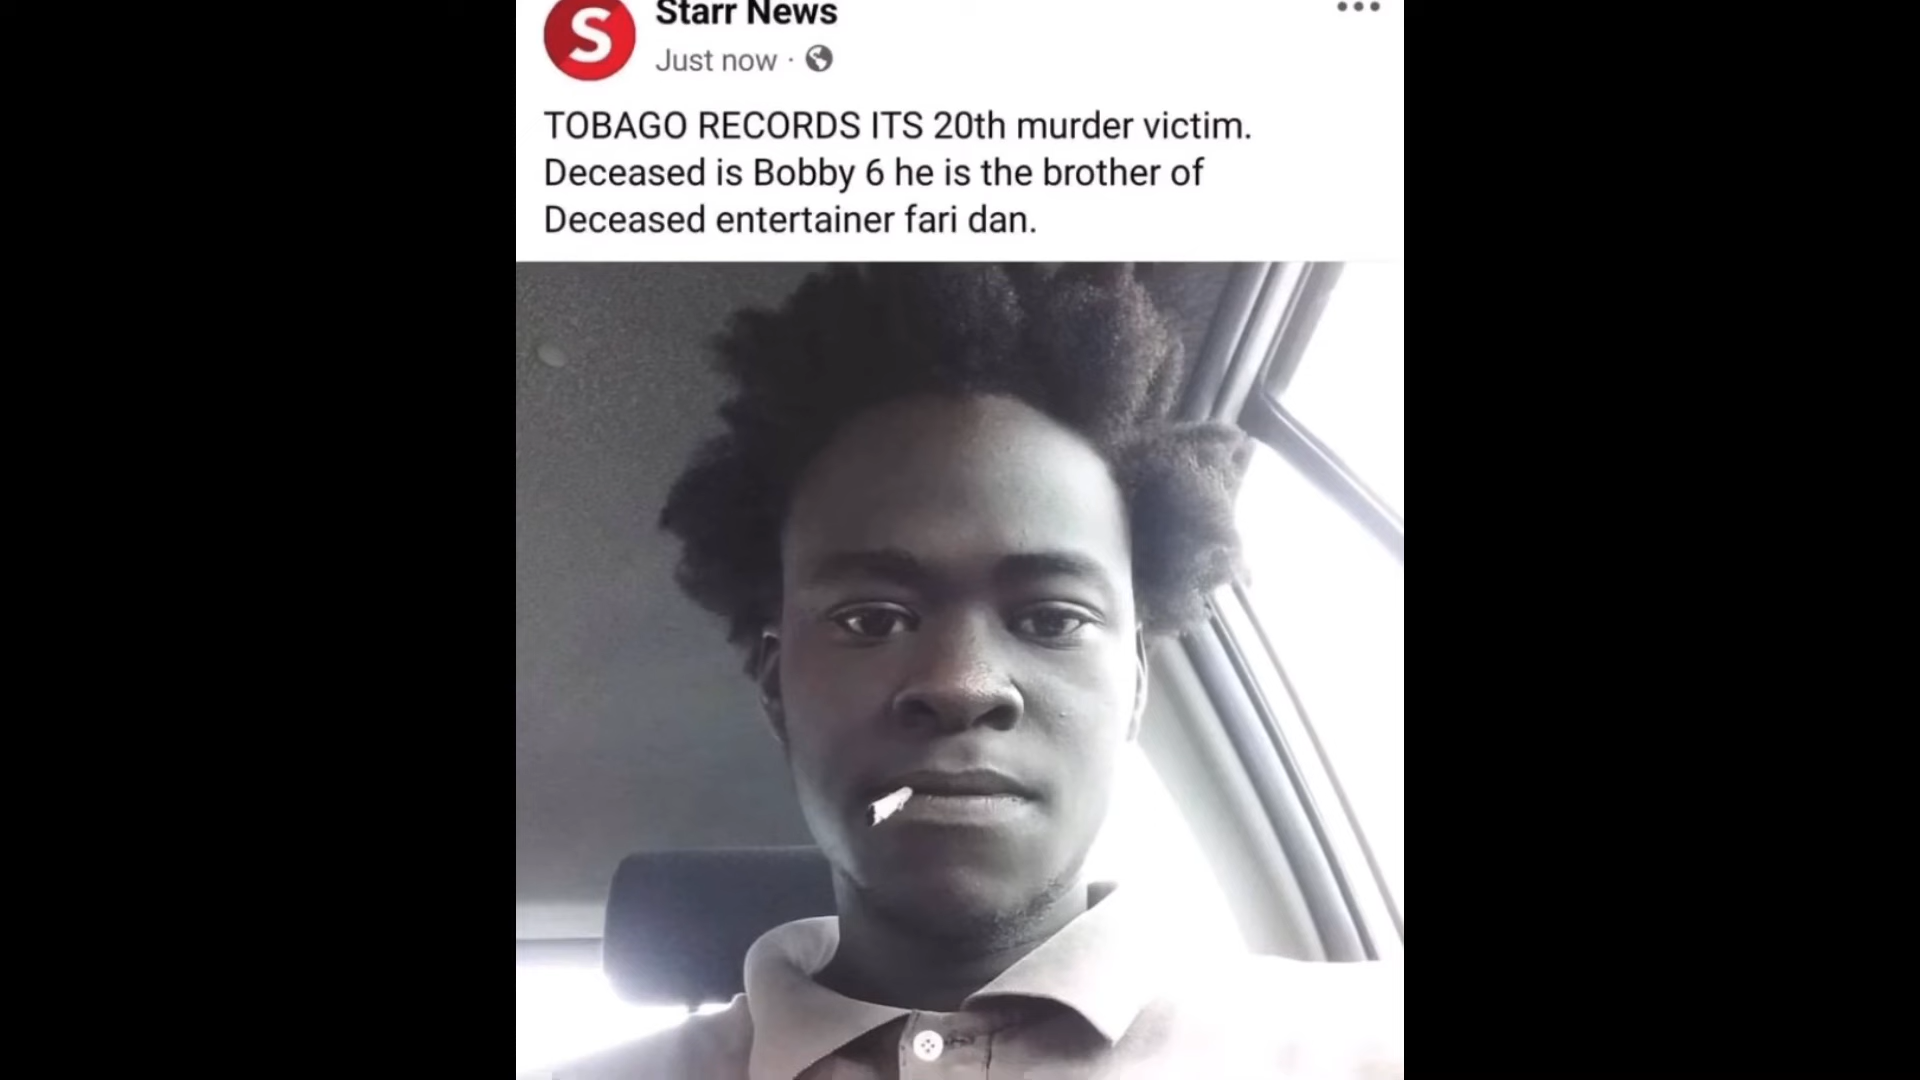 S
Starr News
Just now ·
TOBAGO RECORDS ITS 20th murder victim.
Deceased is Bobby 6 he is the brother of
Deceased entertainer fari dan.